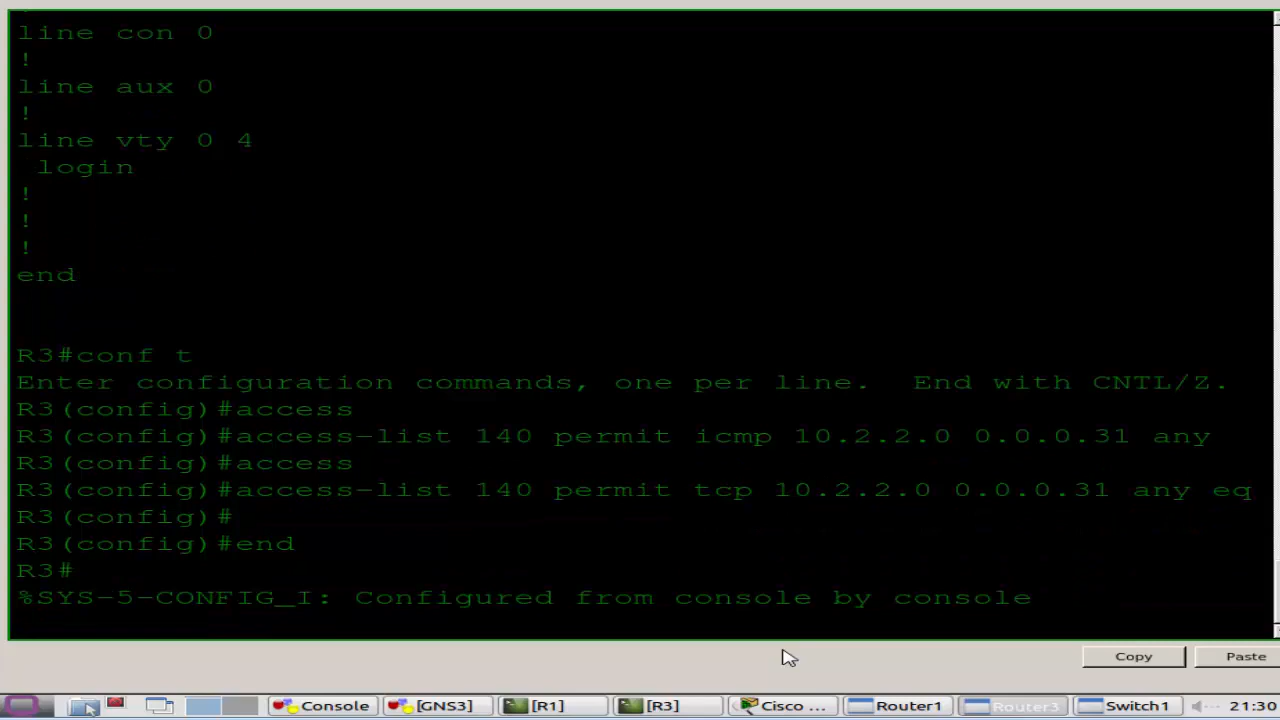 line con 0
!
line aux 0
!
line vty 0 4
 login
!
!
!
end
R3#conf t
Enter configuration commands, one per line.  End with CNTL/Z.
R3(config)#access
R3(config)#access-list 140 permit icmp 10.2.2.0 0.0.0.31 any
R3(config)#access
R3(config)#access-list 140 permit tcp 10.2.2.0 0.0.0.31 any eq
R3(config)#
R3(config)#end
R3#
%SYS-5-CONFIG_I: Configured from console by console
Copy Paste
Console [GNS3] [R1] [R3] Cisco ... Router1 Router3 Switch1 21:30